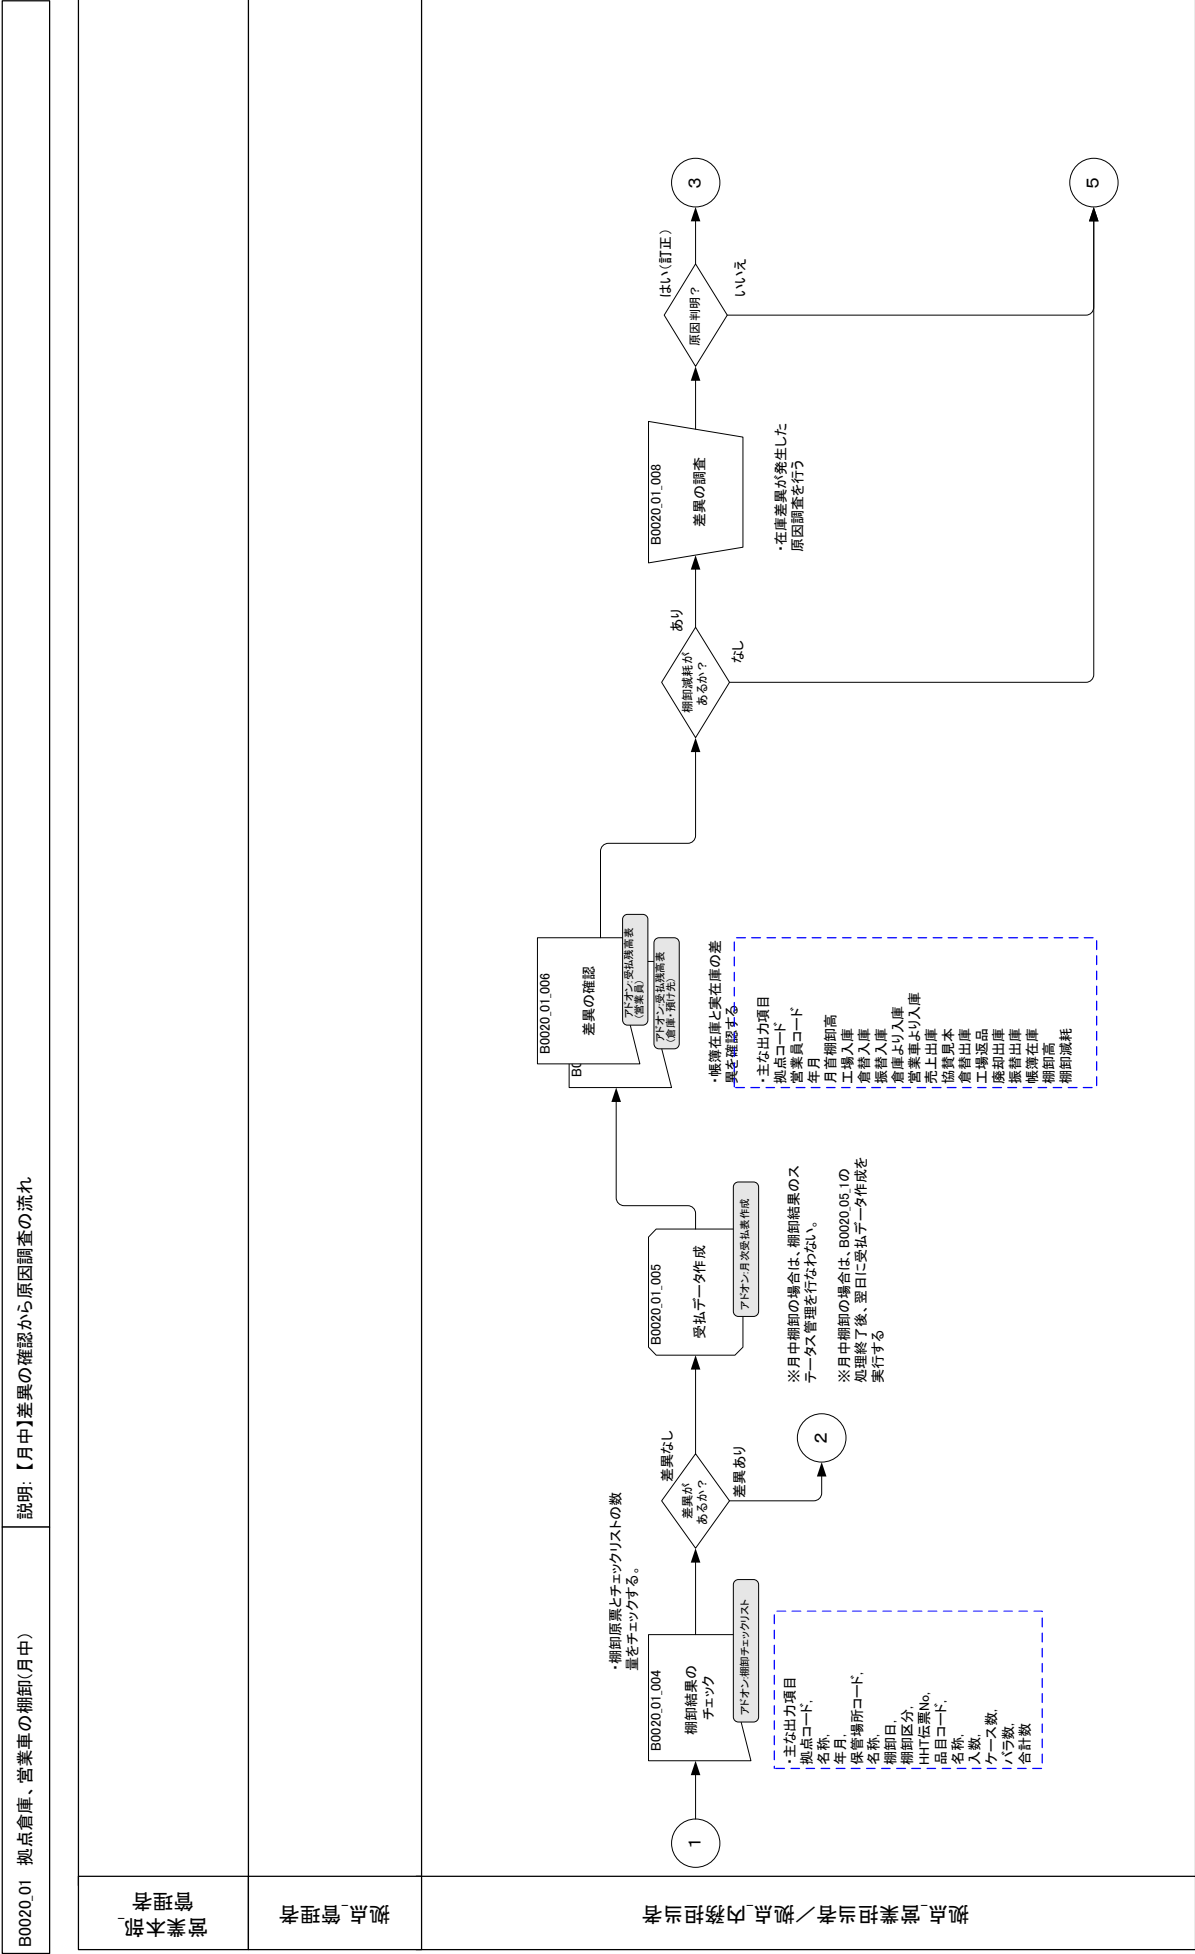 B0020_01 拠点倉庫、営業車の棚卸(月中)
説明:【月中】差異の確認から原因調査の流れ
営業本部_
管理者
拠点_管理者
拠点_営業担当者／拠点_内務担当者
1
B0020_01_004
棚卸結果の
チェック
アドオン:棚卸チェックリスト
・棚卸原票とチェックリストの数
量をチェックする。
・主な出力項目
拠点コード,
名称,
年月,
保管場所コード,
名称,
棚卸日,
棚卸区分,
HHT伝票No,
品目コード,
名称,
入数,
ケース数,
バラ数,
合計数
差異が
あるか？
差異なし
差異あり
2
B0020_01_005
受払データ作成
アドオン:月次受払表作成
※月中棚卸の場合は、棚卸結果のス
テータス管理を行なわない。
※月中棚卸の場合は、B0020_05_1の
処理終了後、翌日に受払データ作成を
実行する
B0020_01_006
差異の確認
B0
アドオン:受払残高表
（営業員）
アドオン:受払残高表
（倉庫・預け先）
・帳簿在庫と実在庫の差
異を確認する
・主な出力項目
拠点コード
営業員コード
年月
月首棚卸高
工場入庫
倉替入庫
振替入庫
倉庫より入庫
営業車より入庫
売上出庫
協賛見本
倉替出庫
工場返品
廃却出庫
振替出庫
帳簿在庫
棚卸高
棚卸減耗
棚卸減耗が
あるか？
あり
なし
B0020_01_008
差異の調査
・在庫差異が発生した
原因調査を行う
原因判明？
はい（訂正）
いいえ
3
5